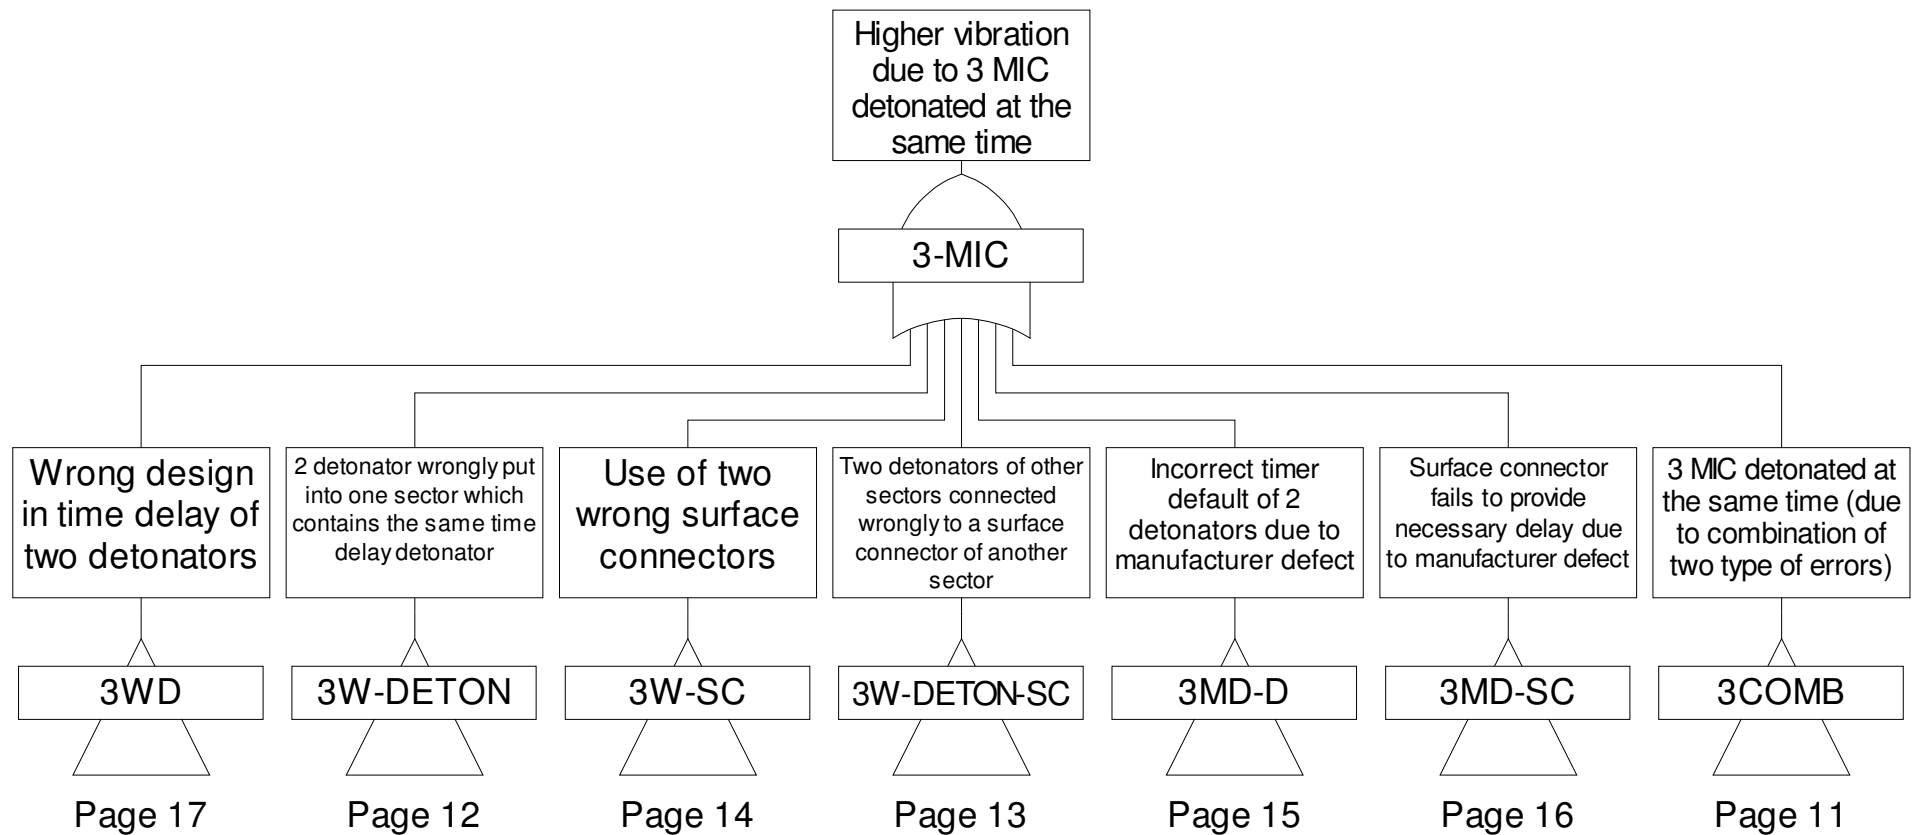 Higher vibration
due to 3 MIC
detonated at the
same time
3-MIC
Wrong design
in time delay of
two detonators
2 detonator wrongly put
into one sector which
contains the same time
delay detonator
Use of two
wrong surface
connectors
Two detonators of other
sectors connected
wrongly to a surface
connector of another
sector
Incorrect timer
default of 2
detonators due to
manufacturer defect
Surface connector
fails to provide
necessary delay due
to manufacturer defect
3 MIC detonated at
the same time (due
to combination of
two type of errors)
3WD
3W-DETON
3W-SC
3W-DETON-SC
3MD-D
3MD-SC
3COMB
Page 17
Page 12
Page 14
Page 13
Page 15
Page 16
Page 11